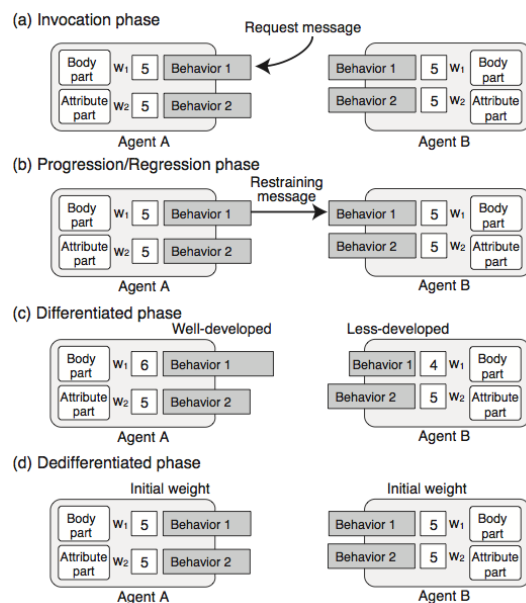 (a) Invocation phase
Request message
Body part W1 5 Behavior 1
Attribute part W2 5 Behavior 2
Agent A
Behavior 1 5 W1 Body part
Behavior 2 5 W2 Attribute part
Agent B
(b) Progression/Regression phase
Restraining message
Body part W1 5 Behavior 1
Attribute part W2 5 Behavior 2
Agent A
Behavior 1 5 W1 Body part
Behavior 2 5 W2 Attribute part
Agent B
(c) Differentiated phase
Well-developed
Body part W1 6 Behavior 1
Attribute part W2 5 Behavior 2
Agent A
Less-developed
Behavior 1 4 W1 Body part
Behavior 2 5 W2 Attribute part
Agent B
(d) Dedifferentiated phase
Initial weight
Body part W1 5 Behavior 1
Attribute part W2 5 Behavior 2
Agent A
Initial weight
Behavior 1 5 W1 Body part
Behavior 2 5 W2 Attribute part
Agent B